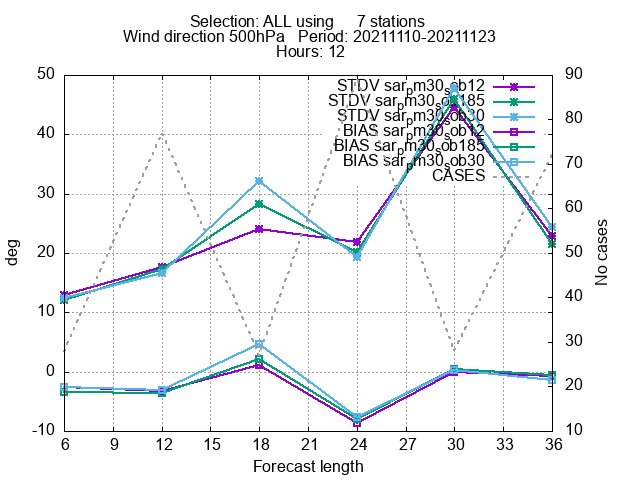 Selection: ALL using 7 stations
Wind direction 500hPa Period: 20211110-20211123
Hours: 12
50 90
STDV sar_pm30_sob12
STDV sar_pm30_sob185
STDV sar_pm30_sob30
BIAS sar_pm30_sob12
BIAS sar_pm30_sob185
BIAS sar_pm30_sob30
CASES
40
30
20
10
0
-10
80
70
60
50
40
30
20
10
deg
No cases
6 9 12 15 18 21 24 27 30 33 36
Forecast length